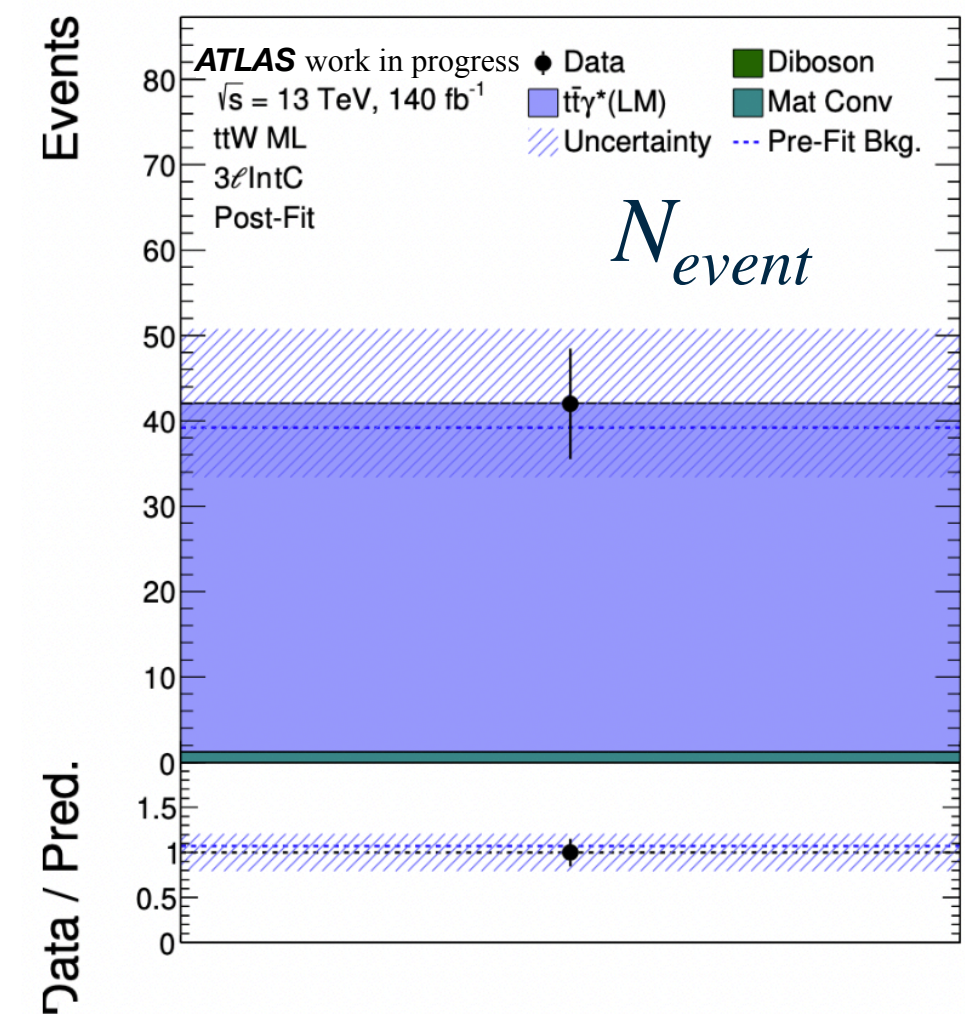 Events
80
70
60
50
40
30
20
10
0
ATLAS work in progress
√s = 13 TeV, 140 fb⁻¹
ttW ML
3ℓIntC
Post-Fit
Data
Diboson
tt̄γ*(LM)
Mat Conv
Uncertainty
Pre-Fit Bkg.
N_event
Data / Pred.
1.5
1
0.5
0